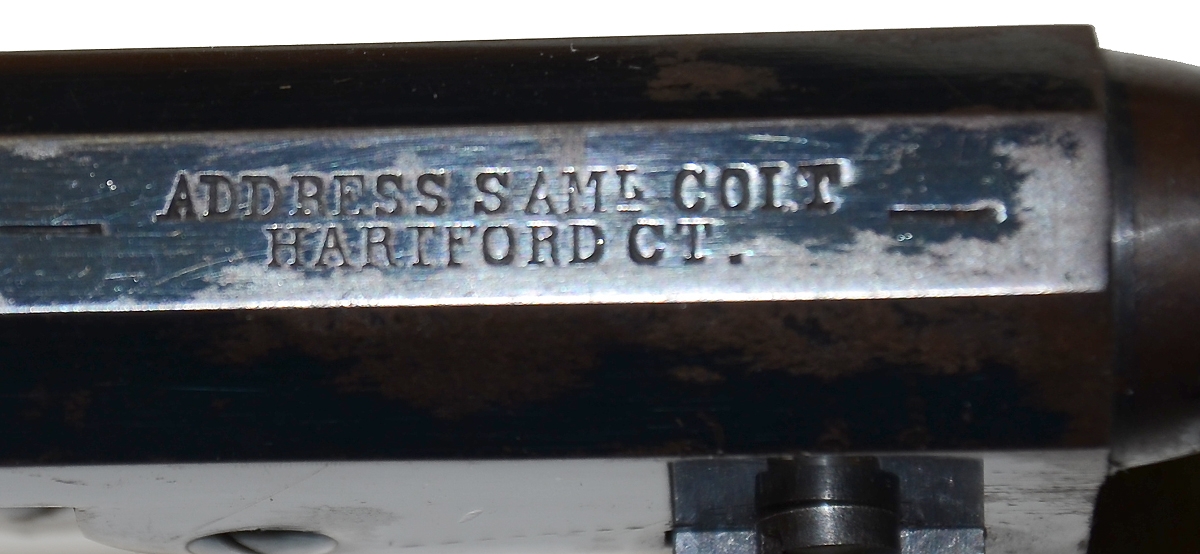 — ADDRESS SAMᴸ COLT —
HARTFORD CT.